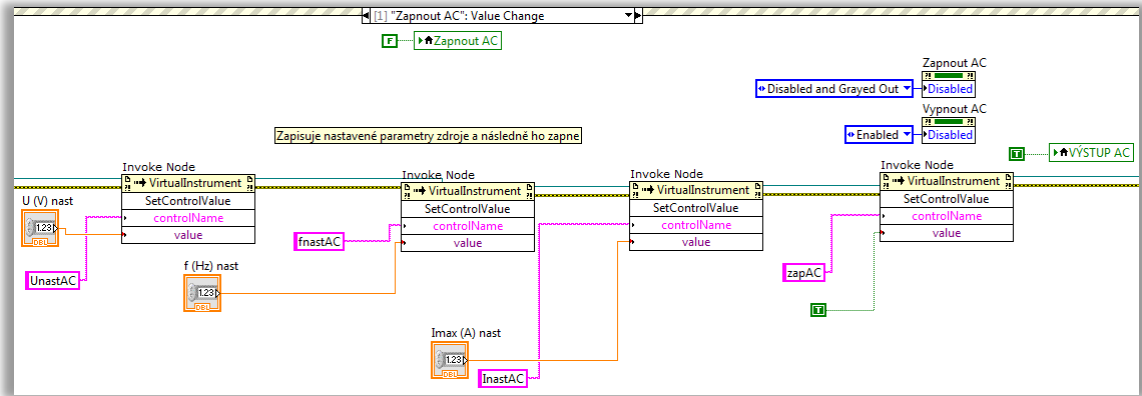 [1] "Zapnout AC": Value Change
F
Zapnout AC
Zapnout AC
Disabled and Grayed Out
Disabled
Vypnout AC
Enabled
Disabled
Zapisuje nastavené parametry zdroje a následně ho zapne
T
VÝSTUP AC
Invoke Node
VirtualInstrument
SetControlValue
controlName
value
U (V) nast
1.23
DBL
UnastAC
Invoke Node
VirtualInstrument
SetControlValue
controlName
value
fnastAC
f (Hz) nast
1.23
DBL
Invoke Node
VirtualInstrument
SetControlValue
controlName
value
Imax (A) nast
1.23
DBL
InastAC
Invoke Node
VirtualInstrument
SetControlValue
controlName
value
zapAC
T